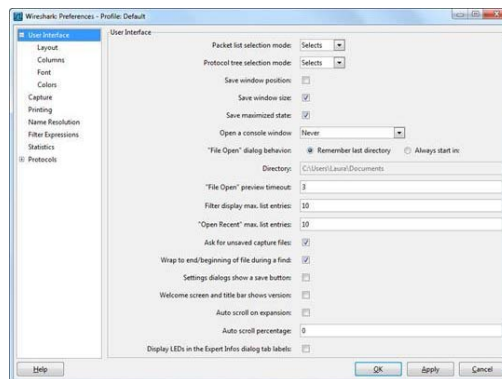 Wireshark: Preferences - Profile: Default
User Interface
Layout
Columns
Font
Colors
Capture
Printing
Name Resolution
Filter Expressions
Statistics
Protocols
User Interface
Packet list selection mode: Selects
Protocol tree selection mode: Selects
Save window position:
Save window size:
Save maximized state:
Open a console window Never
"File Open" dialog behavior: Remember last directory Always start in:
Directory: C:\Users\Laura\Documents
"File Open" preview timeout: 3
Filter display max. list entries: 10
"Open Recent" max. list entries: 10
Ask for unsaved capture files:
Wrap to end/beginning of file during a find:
Settings dialogs show a save button:
Welcome screen and title bar shows version:
Auto scroll on expansion:
Auto scroll percentage: 0
Display LEDs in the Expert Infos dialog tab labels:
Help OK Apply Cancel